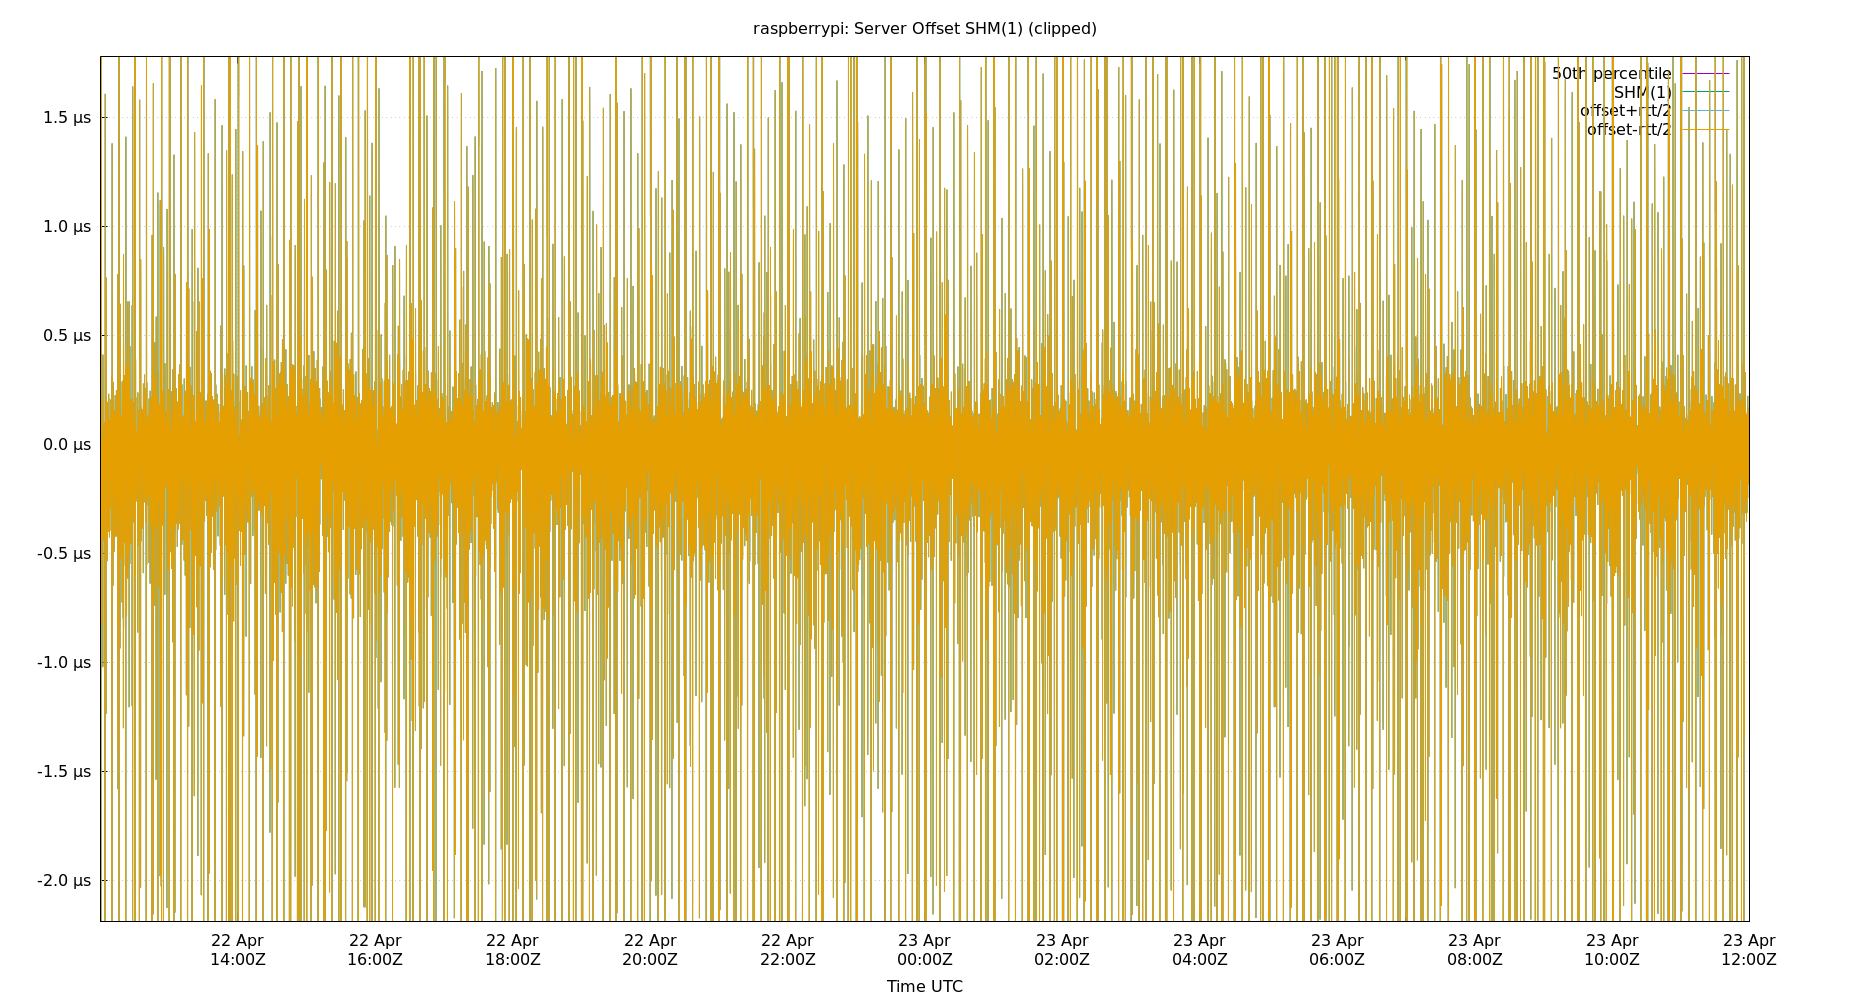 raspberrypi: Server Offset SHM(1) (clipped)
50th percentile
SHM(1)
offset+rtt/2
offset-rtt/2
1.5 µs
1.0 µs
0.5 µs
0.0 µs
-0.5 µs
-1.0 µs
-1.5 µs
-2.0 µs
22 Apr 22 Apr 22 Apr 22 Apr 22 Apr 23 Apr 23 Apr 23 Apr 23 Apr 23 Apr 23 Apr 23 Apr
14:00Z 16:00Z 18:00Z 20:00Z 22:00Z 00:00Z 02:00Z 04:00Z 06:00Z 08:00Z 10:00Z 12:00Z
Time UTC